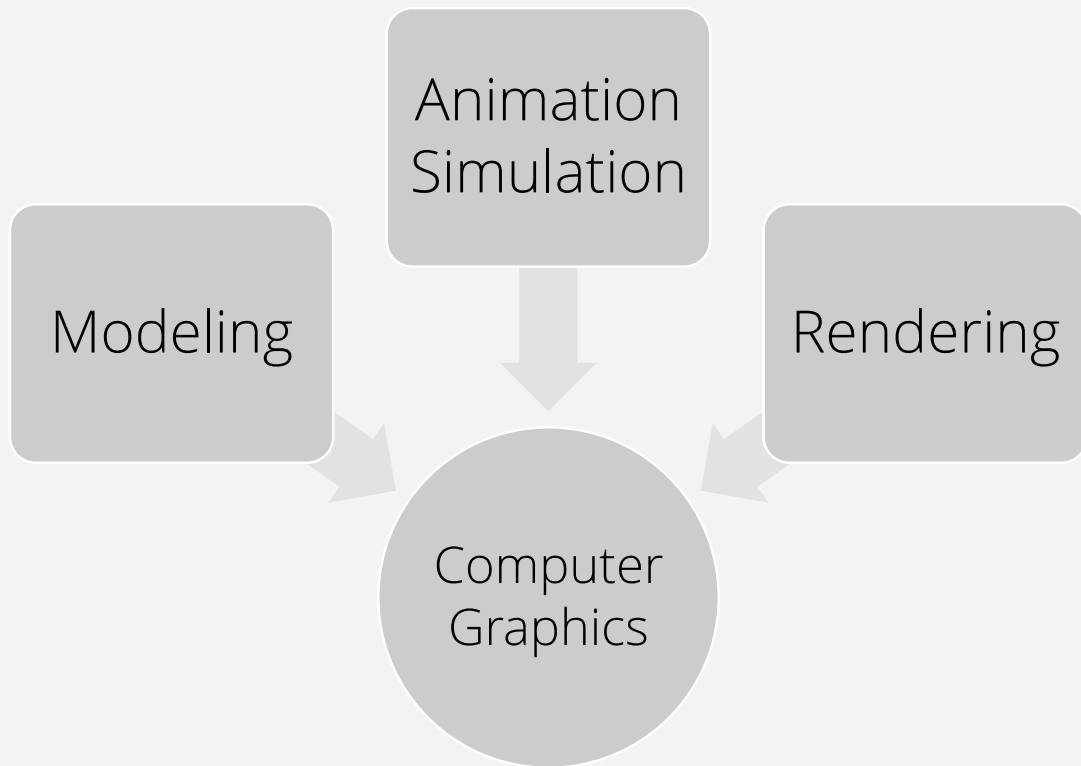 Animation
Simulation
Modeling
Rendering
Computer
Graphics